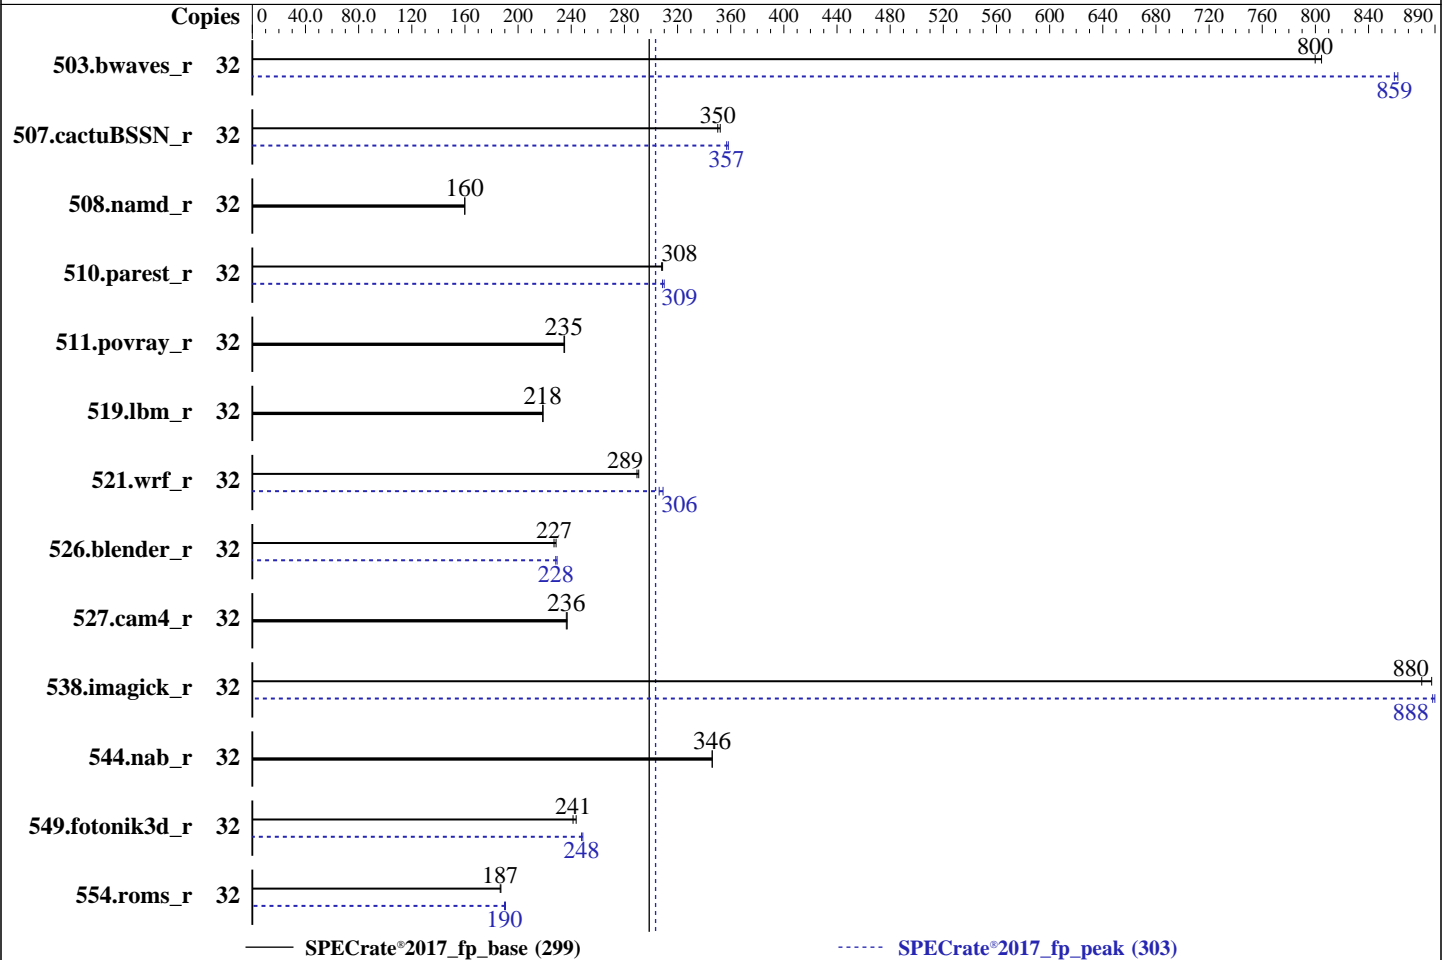 Copies 0 40.0 80.0 120 160 200 240 280 320 360 400 440 480 520 560 600 640 680 720 760 800 840 890
503.bwaves_r 32 800
859
507.cactuBSSN_r 32 350
357
508.namd_r 32 160
510.parest_r 32 308
309
511.povray_r 32 235
519.lbm_r 32 218
521.wrf_r 32 289
306
526.blender_r 32 227
228
527.cam4_r 32 236
538.imagick_r 32 880
888
544.nab_r 32 346
549.fotonik3d_r 32 241
248
554.roms_r 32 187
190
SPECrate®2017_fp_base (299) SPECrate®2017_fp_peak (303)